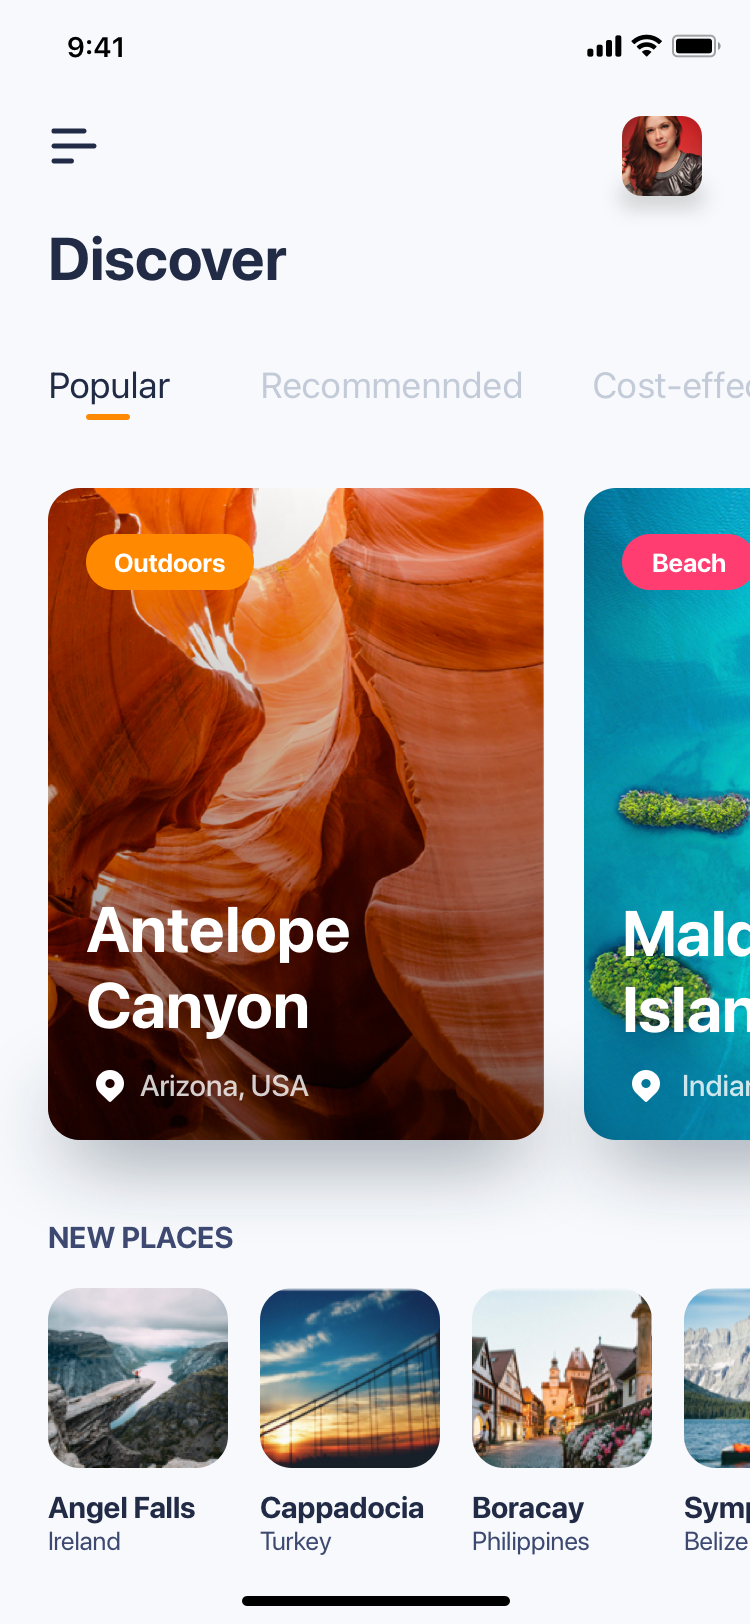 9:41
Discover
Popular Recommennded Cost-effec
Outdoors Beach
Antelope
Canyon
Mald
Islan
Arizona, USA Indian
NEW PLACES
Angel Falls Cappadocia Boracay Symp
Ireland Turkey Philippines Belize